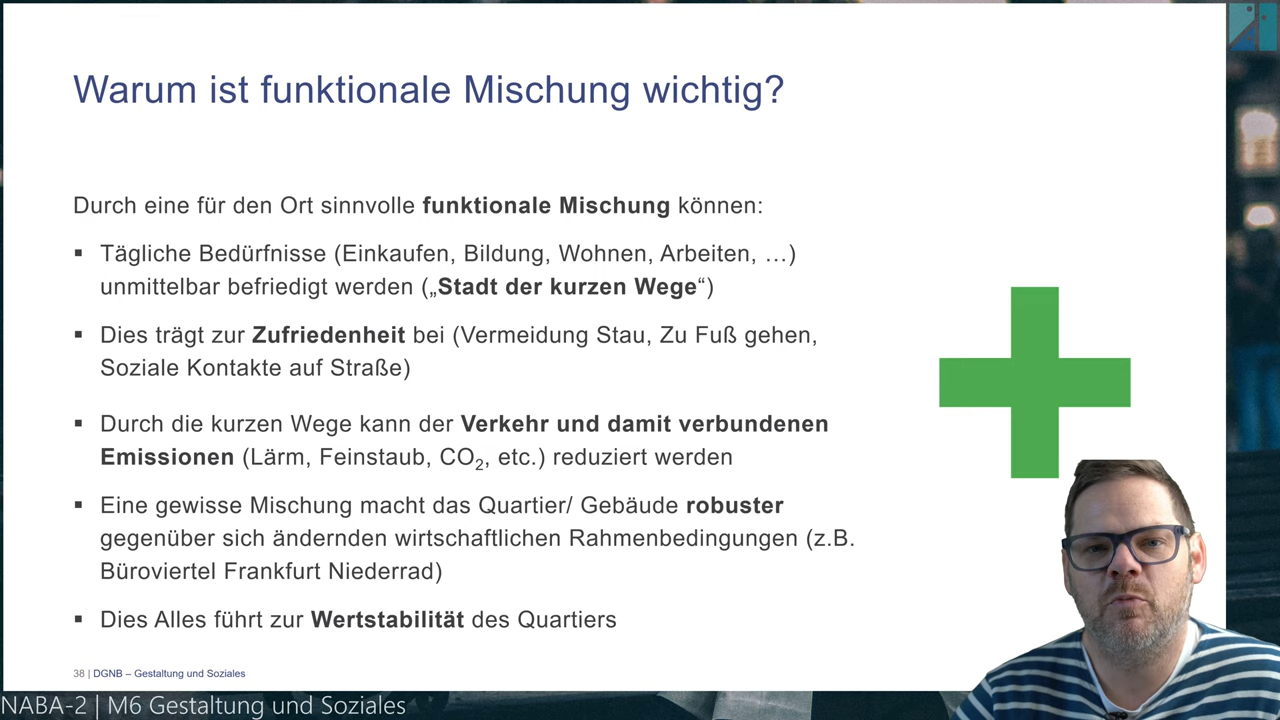 Warum ist funktionale Mischung wichtig?
Durch eine für den Ort sinnvolle funktionale Mischung können:
▪ Tägliche Bedürfnisse (Einkaufen, Bildung, Wohnen, Arbeiten, …)
unmittelbar befriedigt werden („Stadt der kurzen Wege“)
▪ Dies trägt zur Zufriedenheit bei (Vermeidung Stau, Zu Fuß gehen,
Soziale Kontakte auf Straße)
▪ Durch die kurzen Wege kann der Verkehr und damit verbundenen
Emissionen (Lärm, Feinstaub, CO₂, etc.) reduziert werden
▪ Eine gewisse Mischung macht das Quartier/ Gebäude robuster
gegenüber sich ändernden wirtschaftlichen Rahmenbedingungen (z.B.
Büroviertel Frankfurt Niederrad)
▪ Dies Alles führt zur Wertstabilität des Quartiers
38 | DGNB – Gestaltung und Soziales
NABA-2 | M6 Gestaltung und Soziales